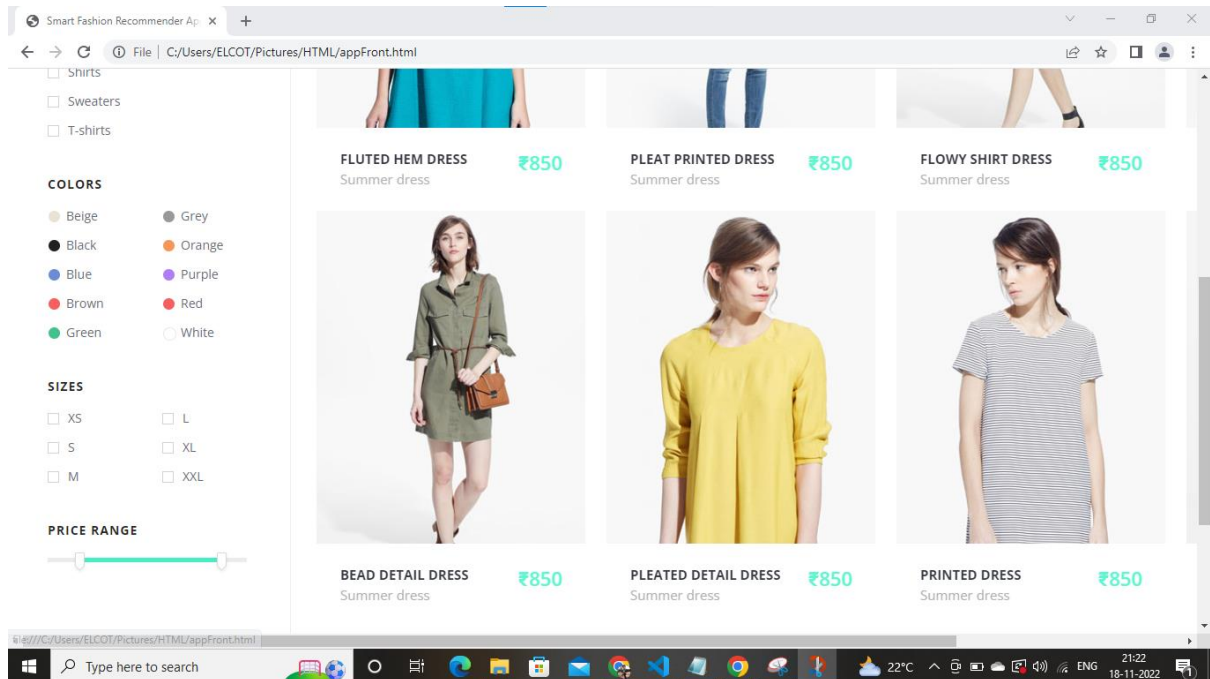 Smart Fashion Recommender Ap
File | C:/Users/ELCOT/Pictures/HTML/appFront.html
Shirts
Sweaters
T-shirts
COLORS
Beige Grey
Black Orange
Blue Purple
Brown Red
Green White
SIZES
XS L
S XL
M XXL
PRICE RANGE
FLUTED HEM DRESS ₹850
Summer dress
PLEAT PRINTED DRESS ₹850
Summer dress
FLOWY SHIRT DRESS ₹850
Summer dress
BEAD DETAIL DRESS ₹850
Summer dress
PLEATED DETAIL DRESS ₹850
Summer dress
PRINTED DRESS ₹850
Summer dress
file:///C:/Users/ELCOT/Pictures/HTML/appFront.html
Type here to search
22°C
ENG
21:22
18-11-2022
1